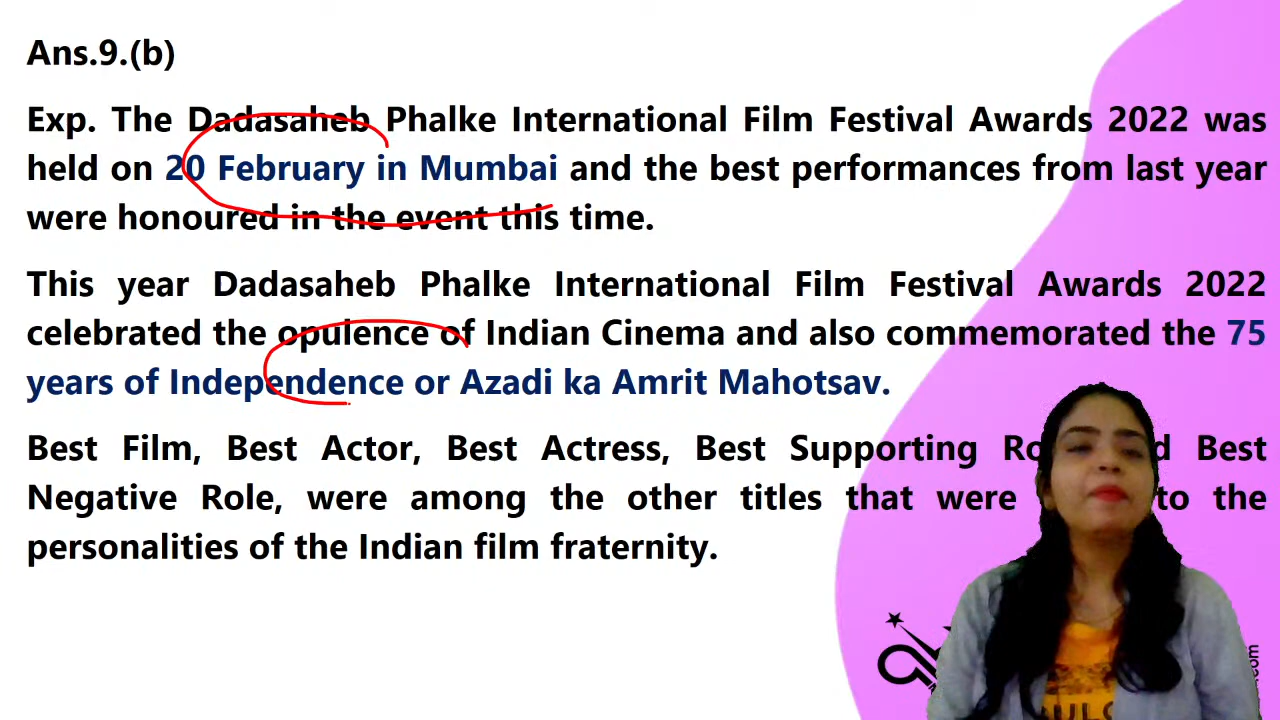 Ans.9.(b)
Exp. The Dadasaheb Phalke International Film Festival Awards 2022 was
held on 20 February in Mumbai and the best performances from last year
were honoured in the event this time.
This year Dadasaheb Phalke International Film Festival Awards 2022
celebrated the opulence of Indian Cinema and also commemorated the 75
years of Independence or Azadi ka Amrit Mahotsav.
Best Film, Best Actor, Best Actress, Best Supporting Best
Negative Role, were among the other titles that were to the
personalities of the Indian film fraternity.